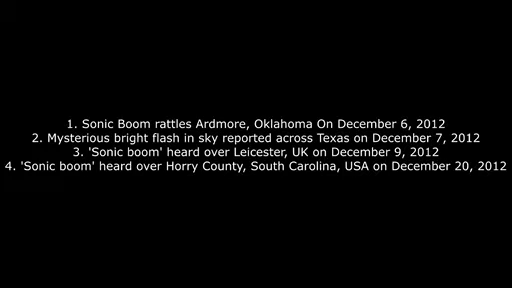 1. Sonic Boom rattles Ardmore, Oklahoma On December 6, 2012
2. Mysterious bright flash in sky reported across Texas on December 7, 2012
3. 'Sonic boom' heard over Leicester, UK on December 9, 2012
4. 'Sonic boom' heard over Horry County, South Carolina, USA on December 20, 2012